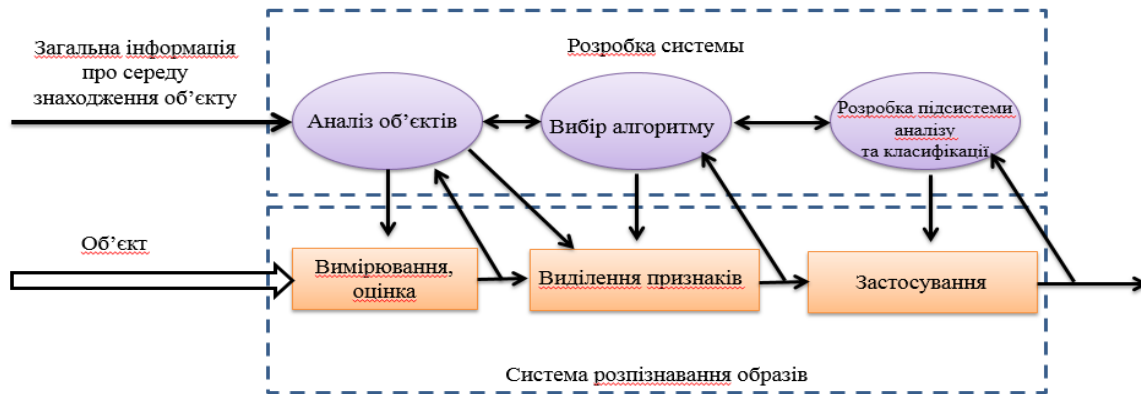 Загальна інформація
про середу
знаходження об’єкту
Розробка системы
Аналіз об’єктів
Вибір алгоритму
Розробка підсистеми
аналізу
та класифікації
Об’єкт
Вимірювання,
оцінка
Виділення признаків
Застосування
Система розпізнавання образів